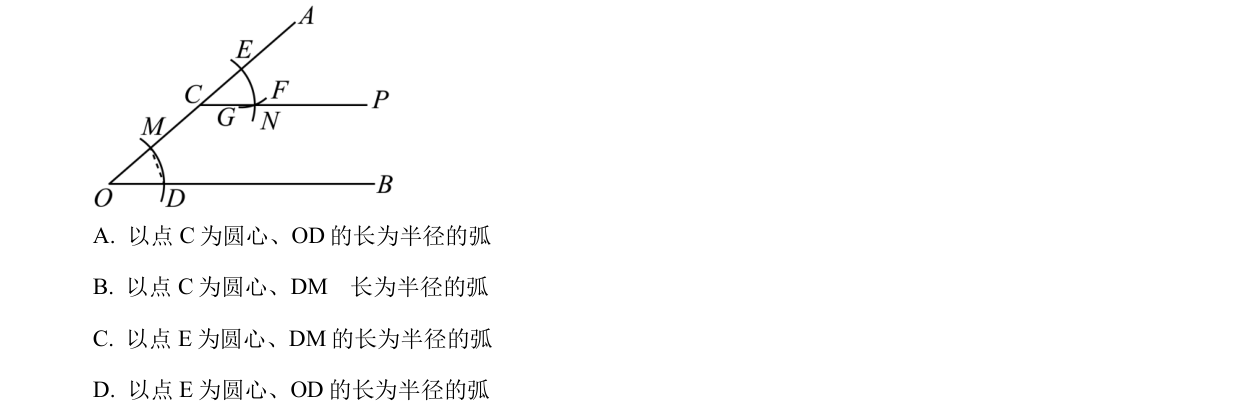 A
E
C
F
P
G
N
M
O
D
B
A. 以点 C 为圆心、OD 的长为半径的弧
B. 以点 C 为圆心、DM 长为半径的弧
C. 以点 E 为圆心、DM 的长为半径的弧
D. 以点 E 为圆心、OD 的长为半径的弧